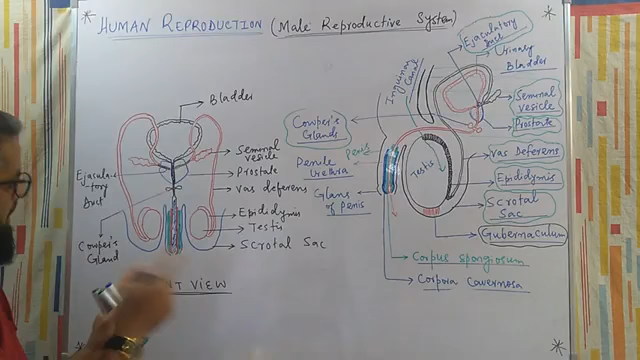 HUMAN REPRODUCTION (Male Reproductive System)
Bladder
Seminal
vesicle
Prostate
Vas deferens
Epididymis
Testis
Scrotal Sac
Ejacula-
tory
Duct
Cowper's
Gland
VIEW
Ejaculatory
duct
Urinary
Bladder
Inguinal
Canal
Seminal
vesicle
Prostate
Cowper's
Glands
Penis
Penile
Urethra
Glans
of penis
Testis
Vas Deferens
Epididymis
Scrotal
Sac
Gubernaculum
Corpus spongiosum
Corpora Cavernosa